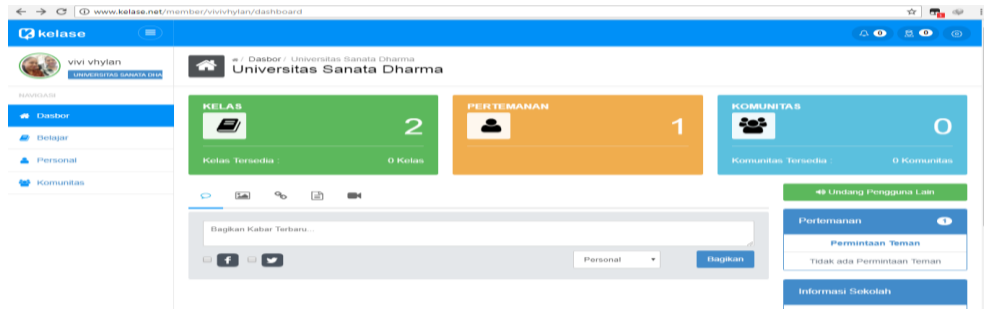 www.kelase.net/member/vivivhylan/dashboard
kelase
0
0
vivi vhylan
UNIVERSITAS SANATA DHA
NAVIGASI
Dasbor
Belajar
Personal
Komunitas
/ Dasbor / Universitas Sanata Dharma
Universitas Sanata Dharma
KELAS
2
Kelas Tersedia : 0 Kelas
PERTEMANAN
1
KOMUNITAS
0
Komunitas Tersedia : 0 Komunitas
Bagikan Kabar Terbaru...
Personal
Bagikan
Undang Pengguna Lain
Pertemanan 1
Permintaan Teman
Tidak ada Permintaan Teman
Informasi Sekolah